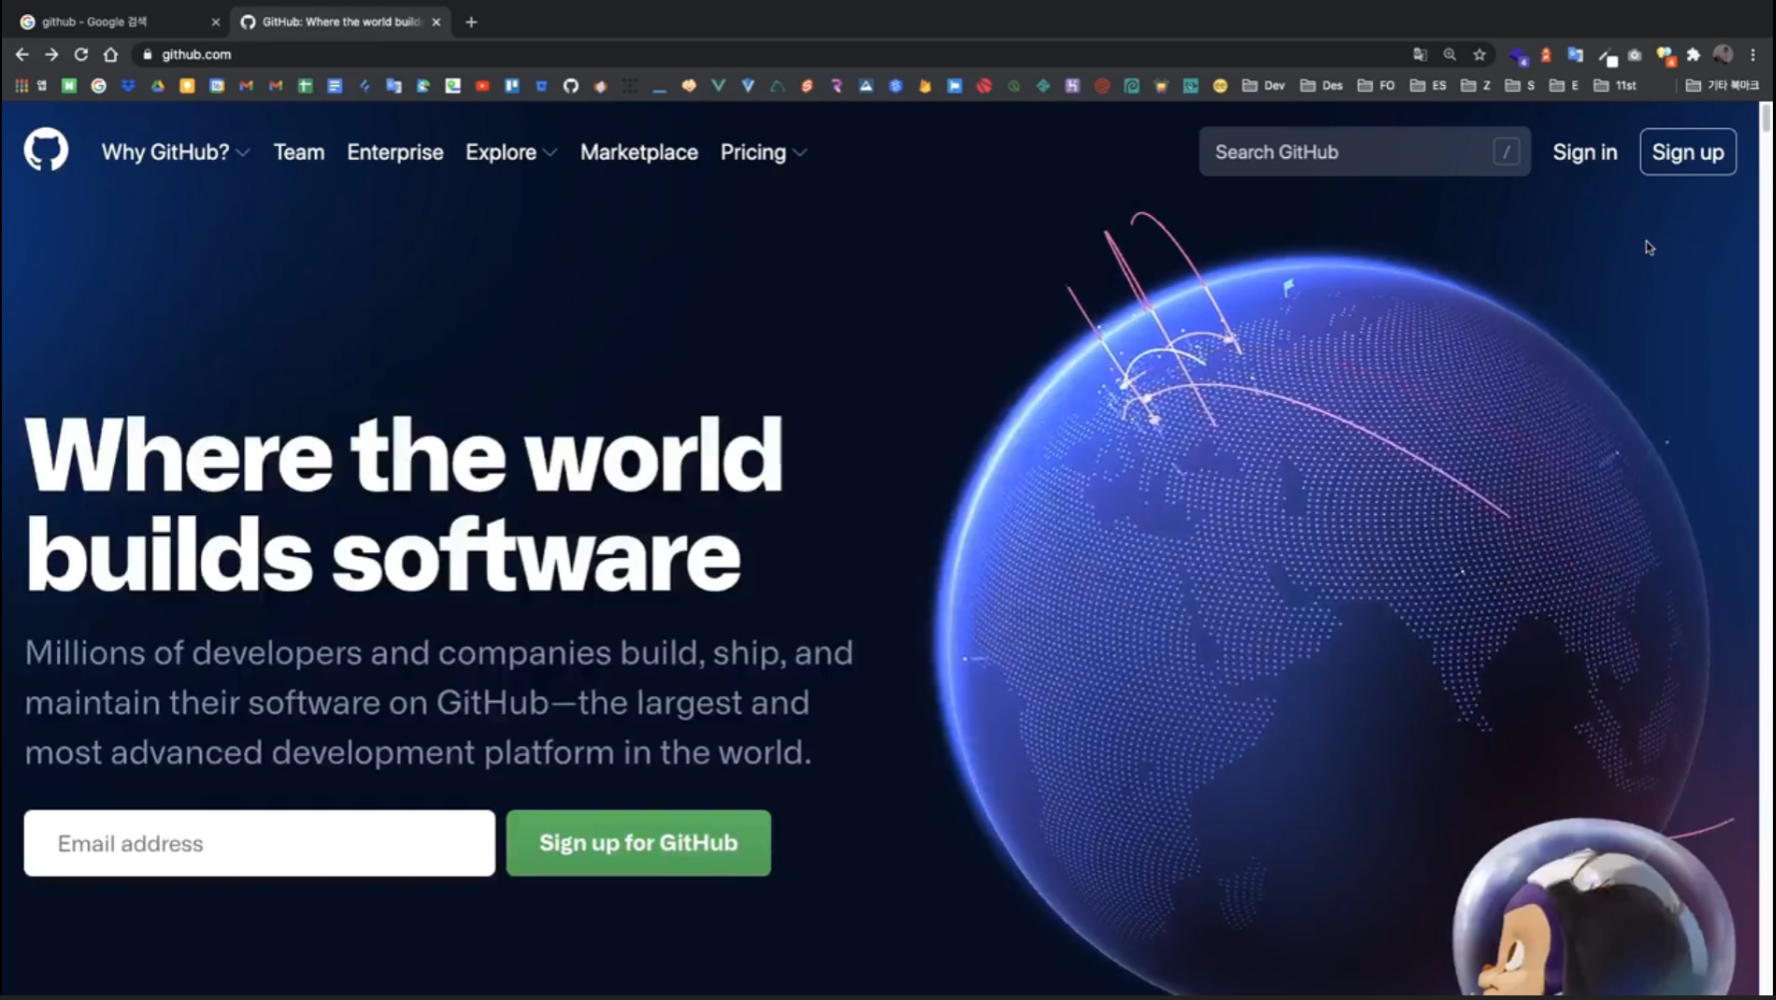 github - Google 검색
GitHub: Where the world build
github.com
앱
Dev
Des
FO
ES
Z
S
E
11st
기타 북마크
Why GitHub?
Team
Enterprise
Explore
Marketplace
Pricing
Search GitHub
/
Sign in
Sign up
Where the world
builds software
Millions of developers and companies build, ship, and
maintain their software on GitHub—the largest and
most advanced development platform in the world.
Email address
Sign up for GitHub